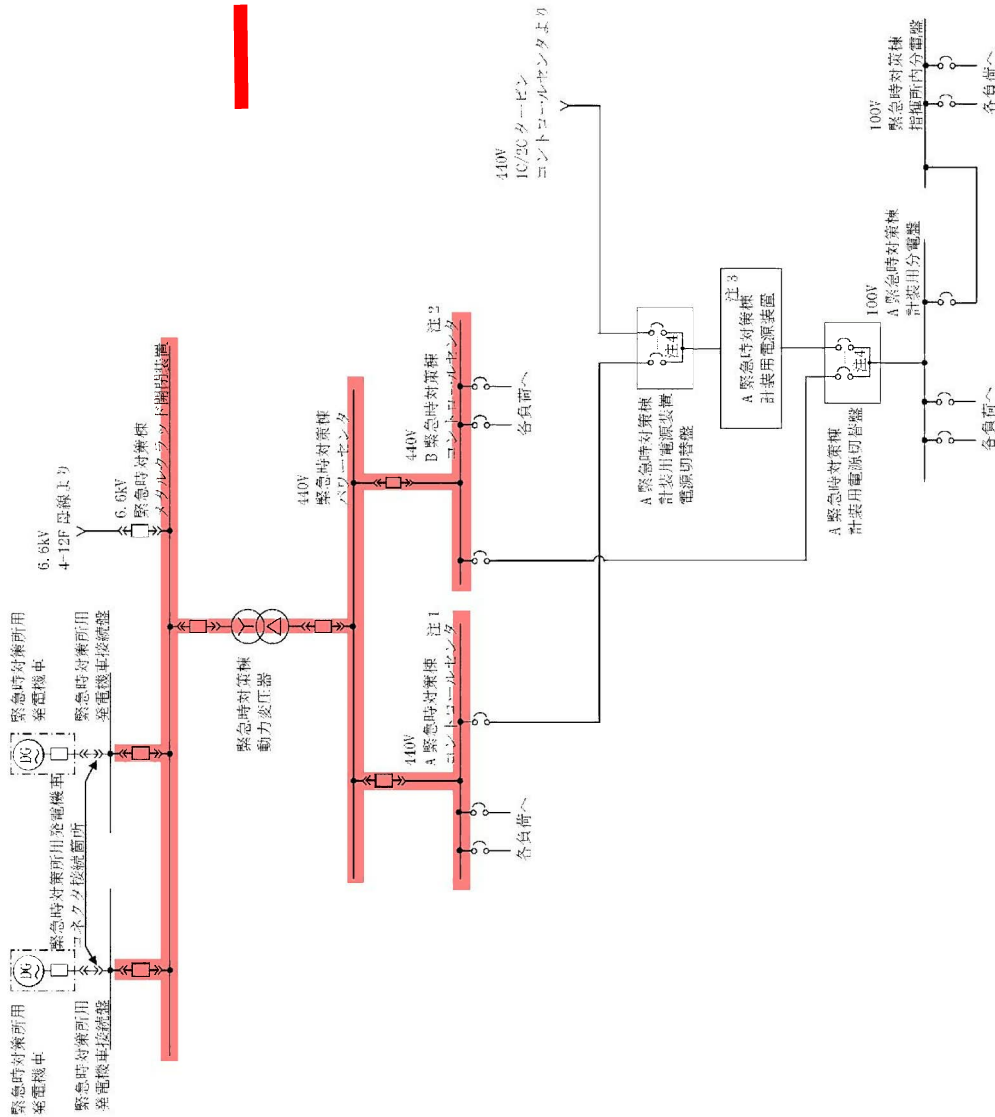 緊急時対策所用
発電機車
緊急時対策所用
発電機車接続盤
DG
緊急時対策所用発電機車
コネクタ接続箇所
緊急時対策所用
発電機車
緊急時対策所用
発電機車接続盤
DG
6.6kV
4-12F 母線より
6.6kV
緊急時対策棟
メタルクラッド開閉装置
緊急時対策棟
動力変圧器
440V
緊急時対策棟
パワーセンタ
440V
A 緊急時対策棟 注1
コントロールセンタ
各負荷へ
440V
B 緊急時対策棟 注2
コントロールセンタ
各負荷へ
440V
1C/2C タービン
コントロールセンタより
A 緊急時対策棟
計装用電源装置
電源切替盤
注4
注3
A 緊急時対策棟
計装用電源装置
A 緊急時対策棟
計装用電源切替盤
注4
100V
A 緊急時対策棟
計装用分電盤
各負荷へ
100V
緊急時対策棟
指揮所内分電盤
各負荷へ